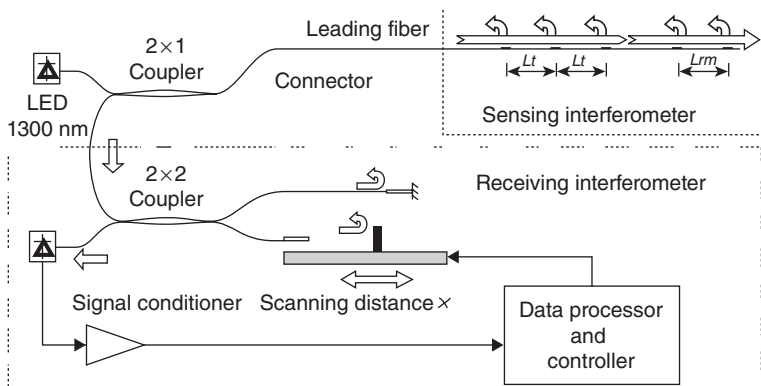 2×1
Coupler
Leading fiber
Connector
LED
1300 nm
Lt
Lt
Lrm
Sensing interferometer
2×2
Coupler
Receiving interferometer
Signal conditioner
Scanning distance ×
Data processor
and
controller